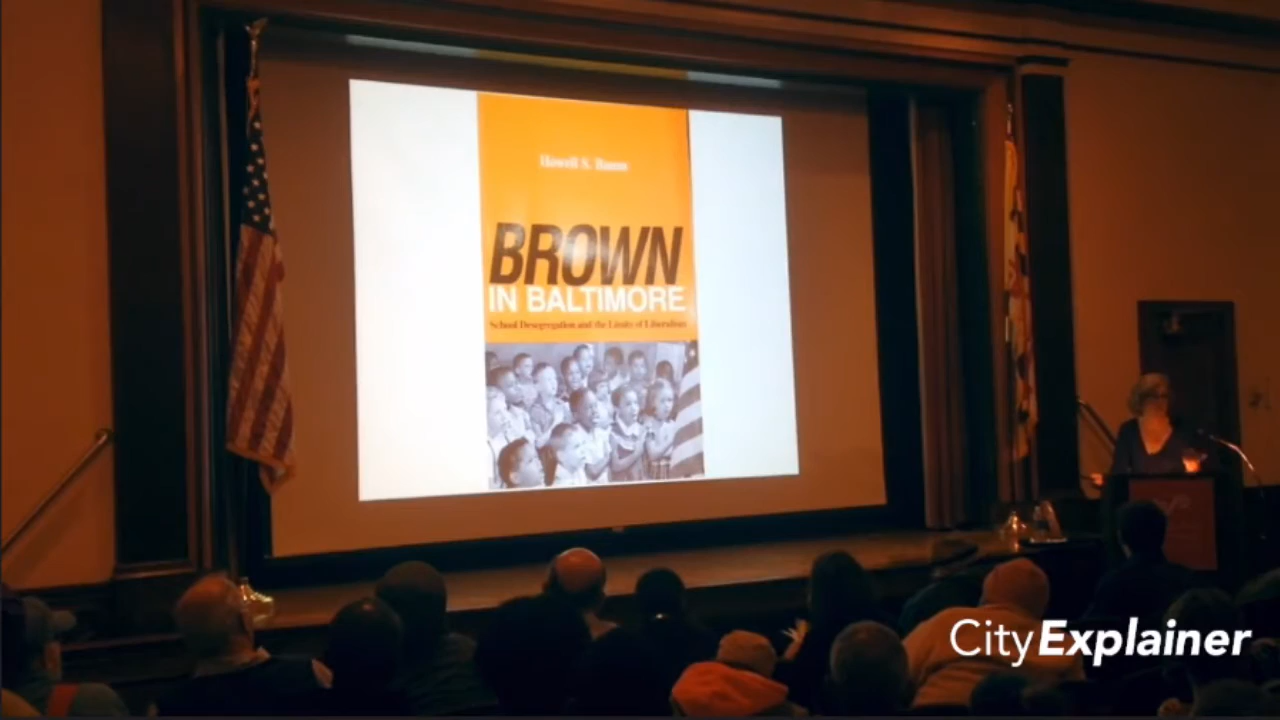 Howell S. Baum
BROWN
IN BALTIMORE
School Desegregation and the Limits of Liberalism
CityExplainer